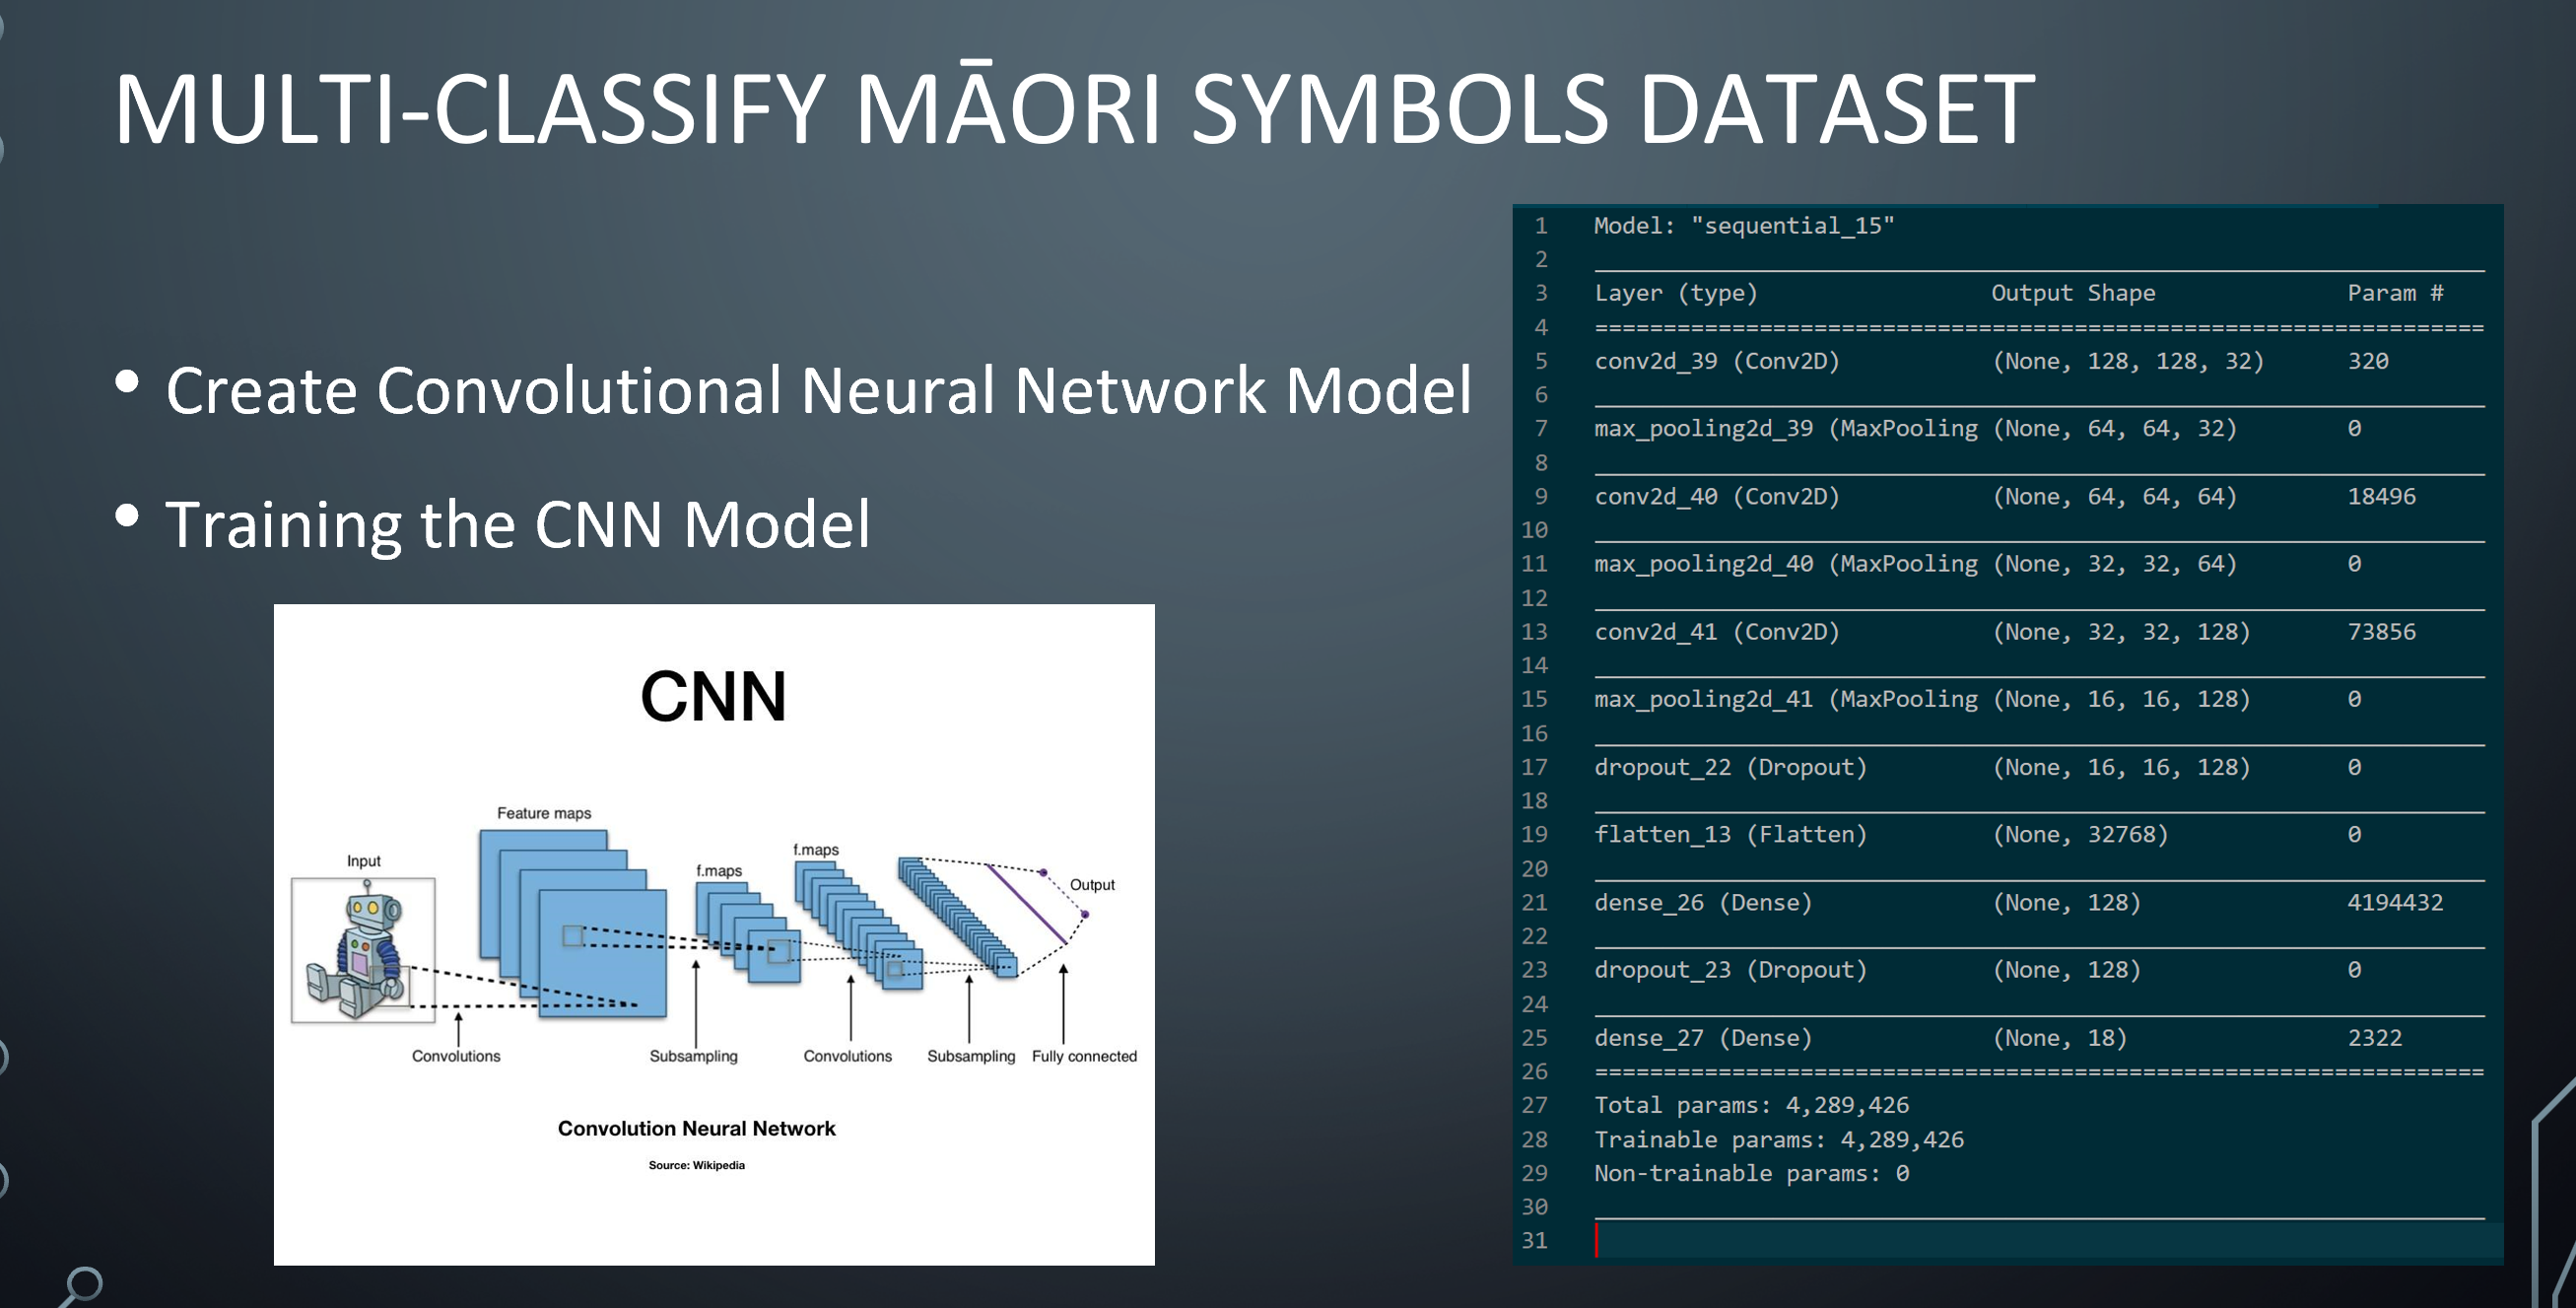 MULTI-CLASSIFY MĀORI SYMBOLS DATASET
• Create Convolutional Neural Network Model
• Training the CNN Model
CNN
Feature maps
f.maps
Input
f.maps
Output
Convolutions
Subsampling
Convolutions
Subsampling
Fully connected
Convolution Neural Network
Source: Wikipedia
1 Model: "sequential_15"
2 _________________________________________________________________
3 Layer (type) Output Shape Param #
4 =================================================================
5 conv2d_39 (Conv2D) (None, 128, 128, 32) 320
6 _________________________________________________________________
7 max_pooling2d_39 (MaxPooling (None, 64, 64, 32) 0
8 _________________________________________________________________
9 conv2d_40 (Conv2D) (None, 64, 64, 64) 18496
10 _________________________________________________________________
11 max_pooling2d_40 (MaxPooling (None, 32, 32, 64) 0
12 _________________________________________________________________
13 conv2d_41 (Conv2D) (None, 32, 32, 128) 73856
14 _________________________________________________________________
15 max_pooling2d_41 (MaxPooling (None, 16, 16, 128) 0
16 _________________________________________________________________
17 dropout_22 (Dropout) (None, 16, 16, 128) 0
18 _________________________________________________________________
19 flatten_13 (Flatten) (None, 32768) 0
20 _________________________________________________________________
21 dense_26 (Dense) (None, 128) 4194432
22 _________________________________________________________________
23 dropout_23 (Dropout) (None, 128) 0
24 _________________________________________________________________
25 dense_27 (Dense) (None, 18) 2322
26 =================================================================
27 Total params: 4,289,426
28 Trainable params: 4,289,426
29 Non-trainable params: 0
30 _________________________________________________________________
31